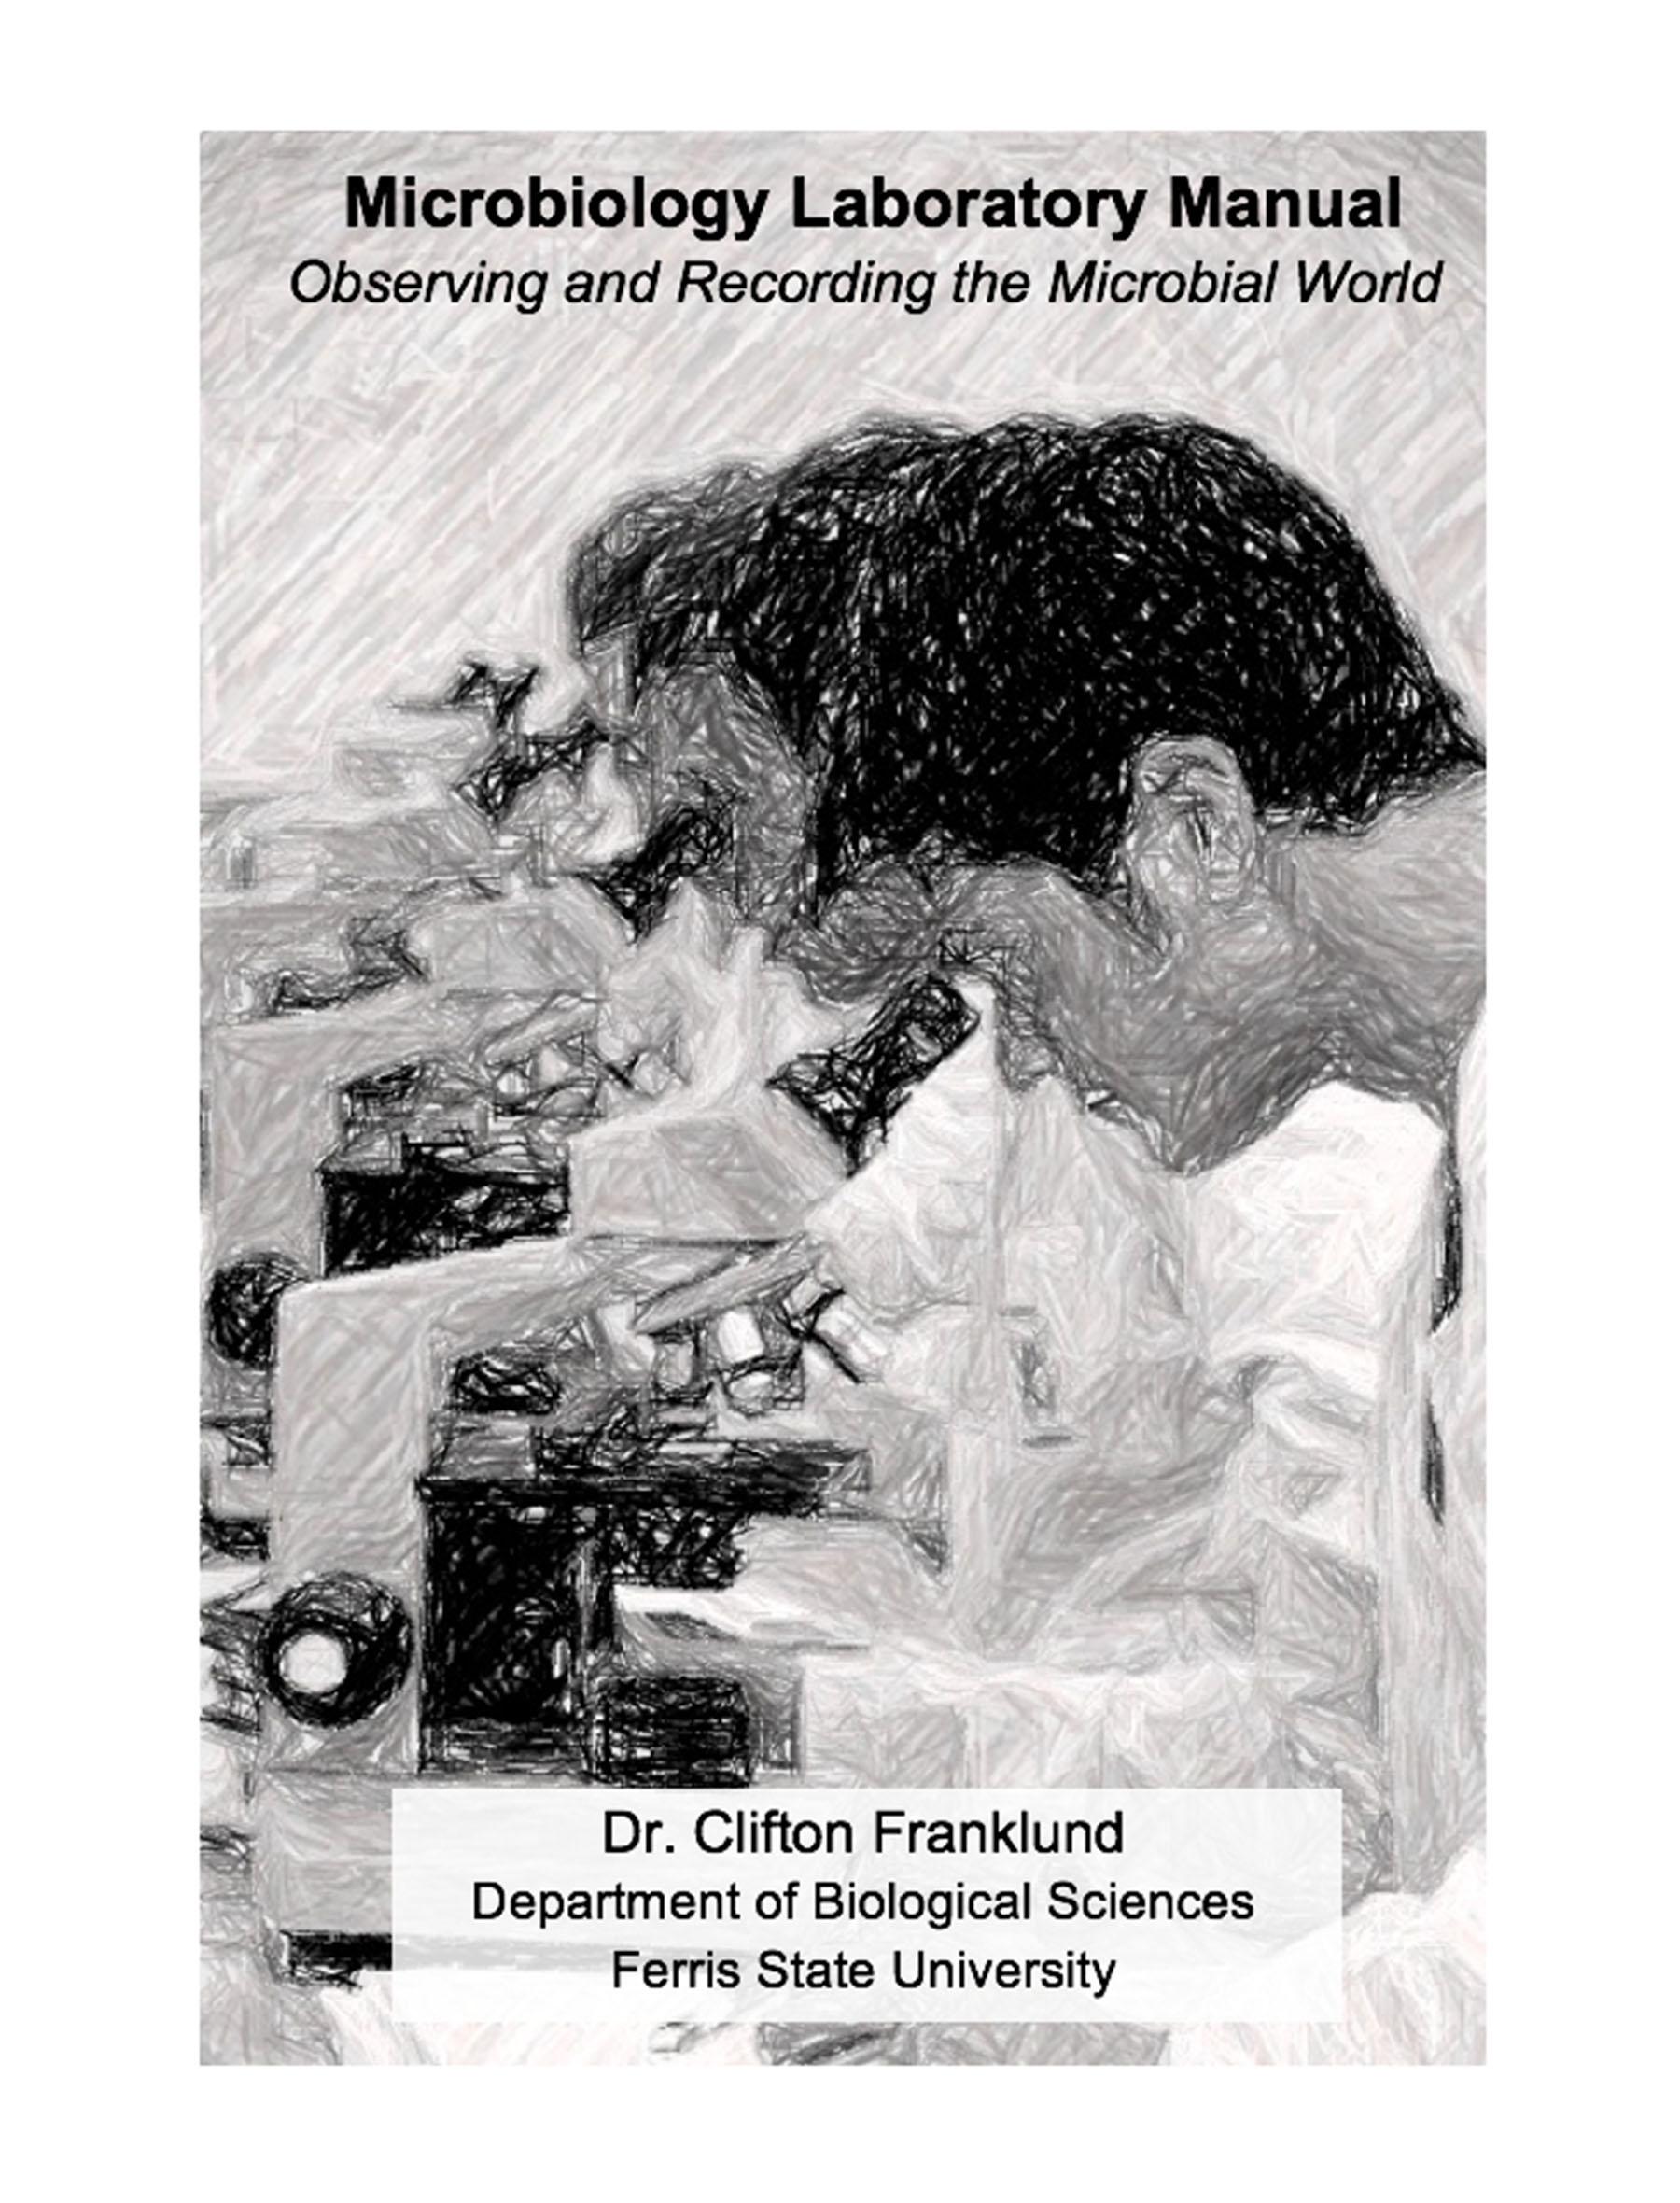 Microbiology Laboratory Manual
Observing and Recording the Microbial World
Dr. Clifton Franklund
Department of Biological Sciences
Ferris State University